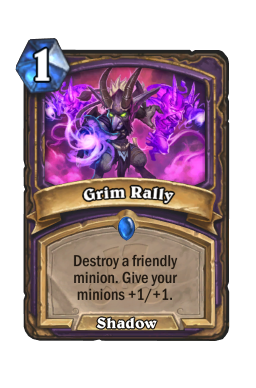 1
Grim Rally
Destroy a friendly
minion. Give your
minions +1/+1.
Shadow